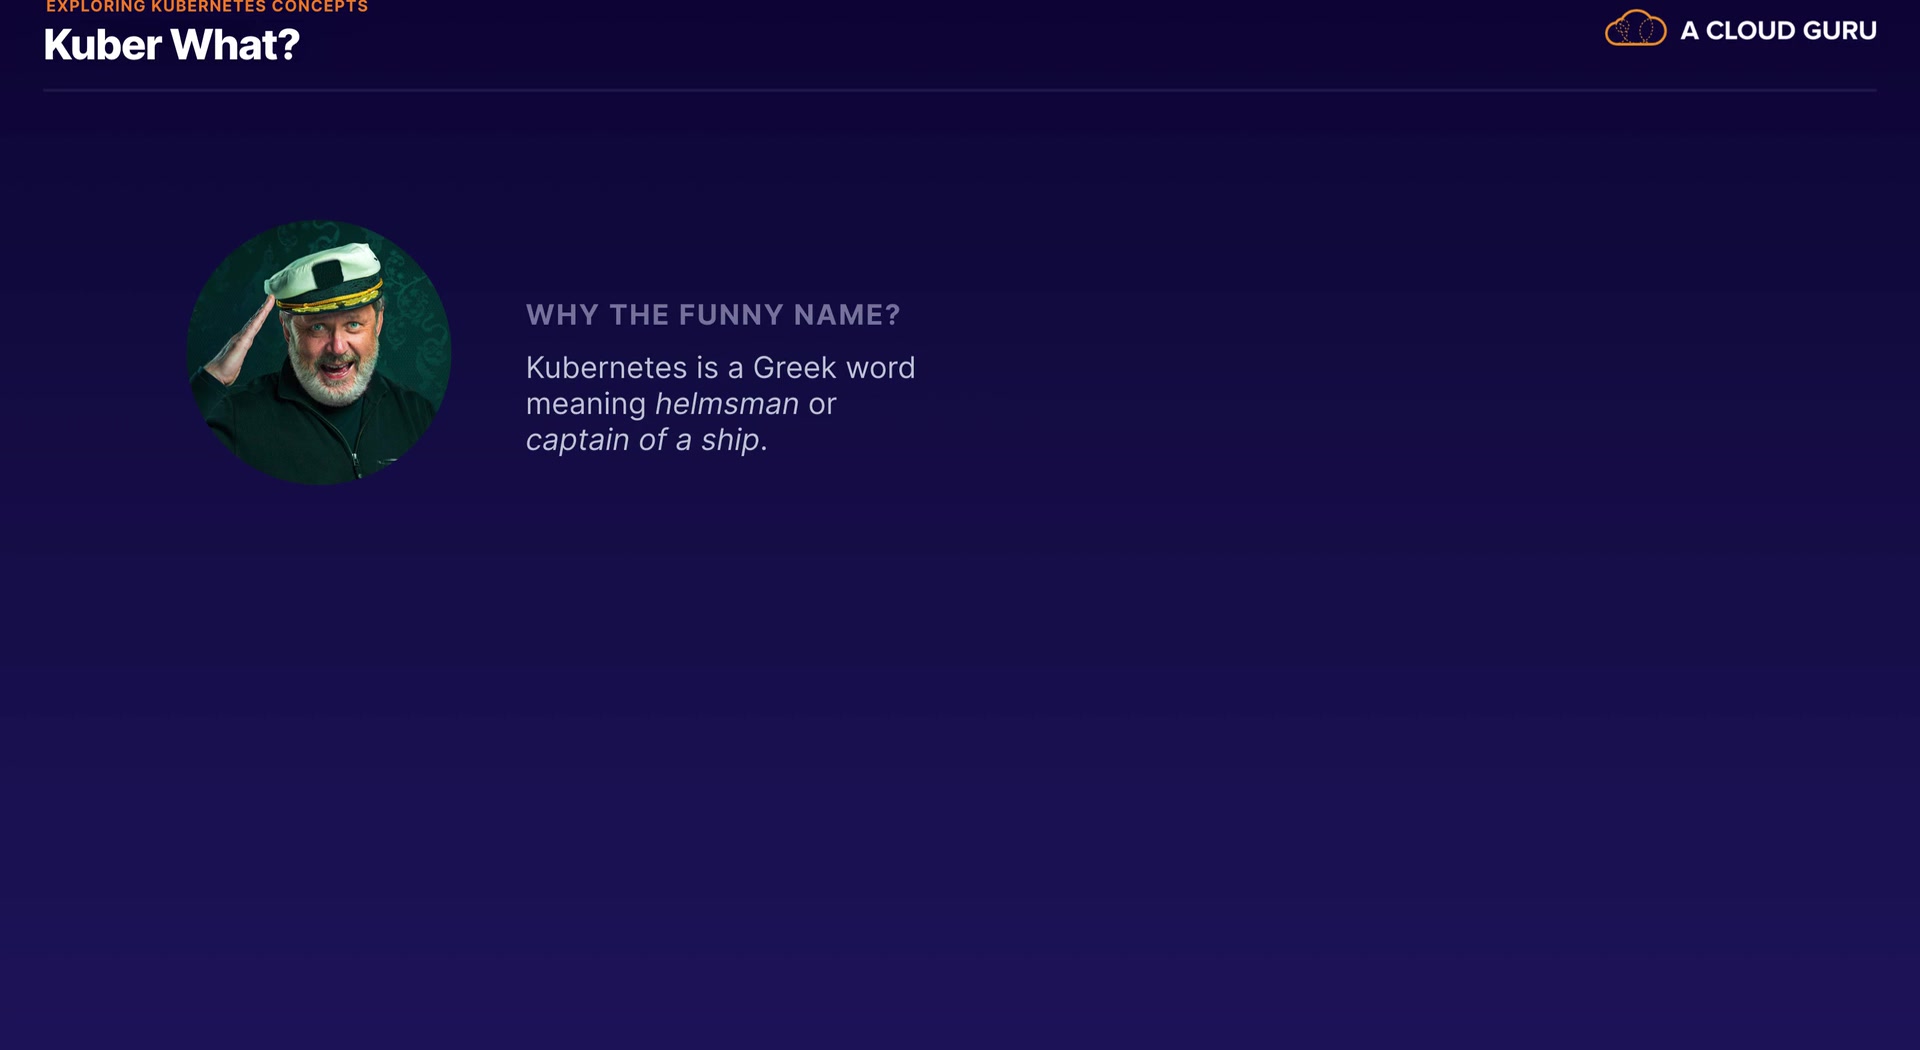 EXPLORING KUBERNETES CONCEPTS
Kuber What?
A CLOUD GURU
WHY THE FUNNY NAME?
Kubernetes is a Greek word
meaning helmsman or
captain of a ship.